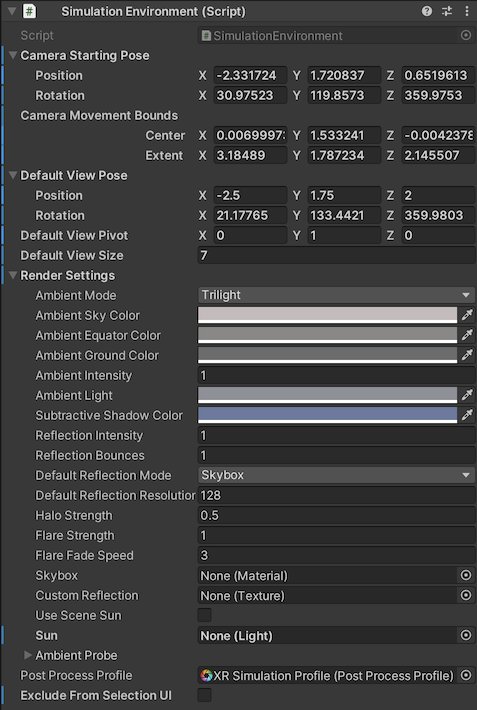 # Simulation Environment (Script)
Script #SimulationEnvironment
Camera Starting Pose
Position X -2.331724 Y 1.720837 Z 0.6519613
Rotation X 30.97523 Y 119.8573 Z 359.9753
Camera Movement Bounds
Center X 0.0069997 Y 1.533241 Z -0.0042378
Extent X 3.18489 Y 1.787234 Z 2.145507
Default View Pose
Position X -2.5 Y 1.75 Z 2
Rotation X 21.17765 Y 133.4421 Z 359.9803
Default View Pivot X 0 Y 1 Z 0
Default View Size 7
Render Settings
Ambient Mode Trilight
Ambient Sky Color
Ambient Equator Color
Ambient Ground Color
Ambient Intensity 1
Ambient Light
Subtractive Shadow Color
Reflection Intensity 1
Reflection Bounces 1
Default Reflection Mode Skybox
Default Reflection Resolution 128
Halo Strength 0.5
Flare Strength 1
Flare Fade Speed 3
Skybox None (Material)
Custom Reflection None (Texture)
Use Scene Sun
Sun None (Light)
Ambient Probe
Post Process Profile XR Simulation Profile (Post Process Profile)
Exclude From Selection UI